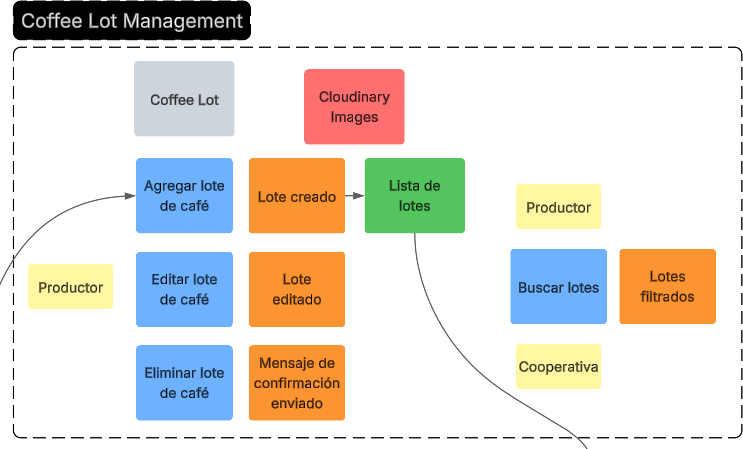 Coffee Lot Management
Coffee Lot
Cloudinary
Images
Agregar lote
de café
Lote creado
Lista de
lotes
Productor
Productor
Editar lote
de café
Lote
editado
Buscar lotes
Lotes
filtrados
Eliminar lote
de café
Mensaje de
confirmación
enviado
Cooperativa